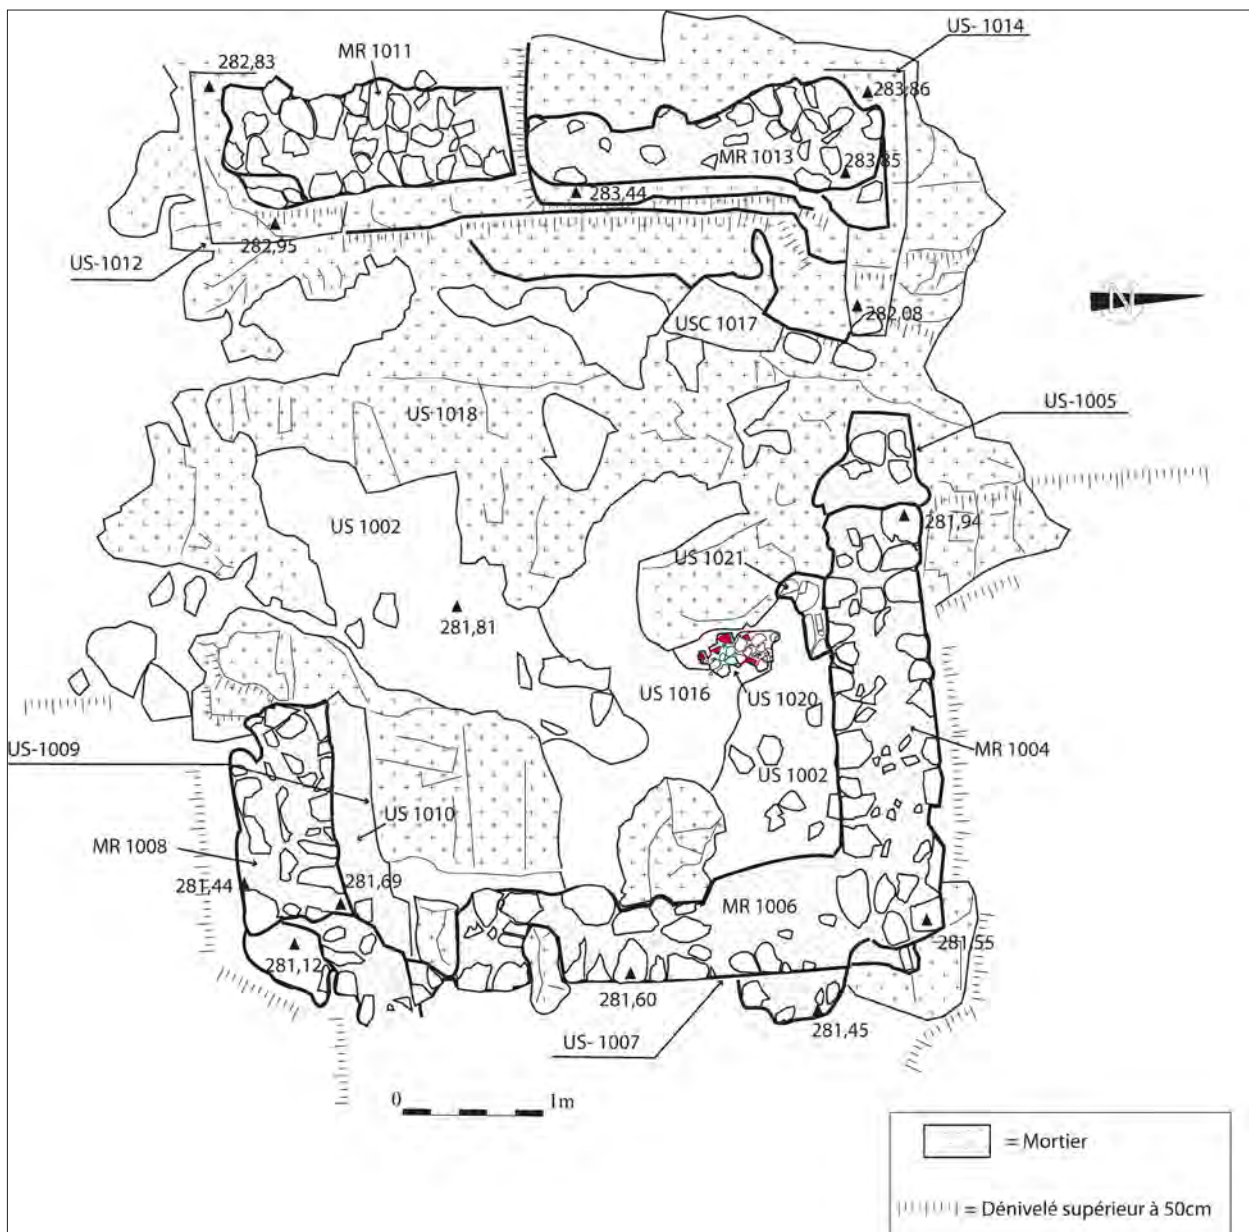 US- 1014
MR 1011
282,83
283,86
MR 1013
283,85
283,44
282,95
US-1012
282,08
N
USC 1017
US-1005
US 1018
US 1002
281,94
US 1021
281,81
US 1016
US 1020
MR 1004
US-1009
US 1002
US 1010
MR 1008
281,44
281,69
MR 1006
281,55
281,12
281,60
281,45
US- 1007
0 1m
= Mortier
= Dénivelé supérieur à 50cm